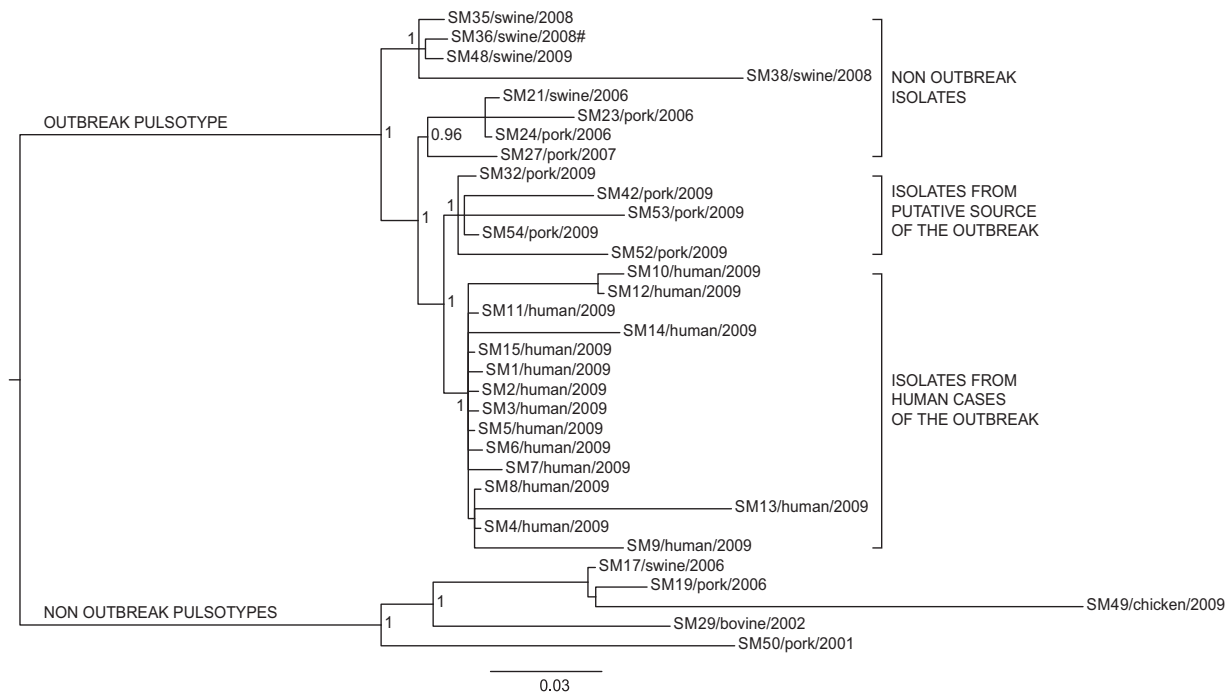 SM35/swine/2008
1
SM36/swine/2008#
SM48/swine/2009
SM38/swine/2008
NON OUTBREAK
ISOLATES
SM21/swine/2006
SM23/pork/2006
OUTBREAK PULSOTYPE
1
0.96
SM24/pork/2006
SM27/pork/2007
SM32/pork/2009
SM42/pork/2009
ISOLATES FROM
PUTATIVE SOURCE
OF THE OUTBREAK
1
1
SM53/pork/2009
SM54/pork/2009
SM52/pork/2009
SM10/human/2009
SM12/human/2009
1
SM11/human/2009
SM14/human/2009
SM15/human/2009
SM1/human/2009
SM2/human/2009
ISOLATES FROM
HUMAN CASES
OF THE OUTBREAK
1
SM3/human/2009
SM5/human/2009
SM6/human/2009
SM7/human/2009
SM8/human/2009
SM13/human/2009
SM4/human/2009
SM9/human/2009
SM17/swine/2006
SM19/pork/2006
NON OUTBREAK PULSOTYPES
1
1
SM49/chicken/2009
SM29/bovine/2002
SM50/pork/2001
0.03